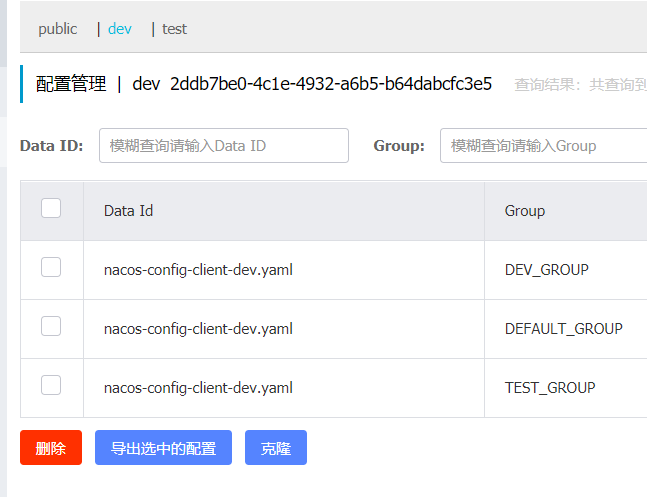 public | dev | test
配置管理 | dev 2ddb7be0-4c1e-4932-a6b5-b64dabcfc3e5 查询结果：共查询到
Data ID: 模糊查询请输入Data ID Group: 模糊查询请输入Group
Data Id Group
nacos-config-client-dev.yaml DEV_GROUP
nacos-config-client-dev.yaml DEFAULT_GROUP
nacos-config-client-dev.yaml TEST_GROUP
删除 导出选中的配置 克隆